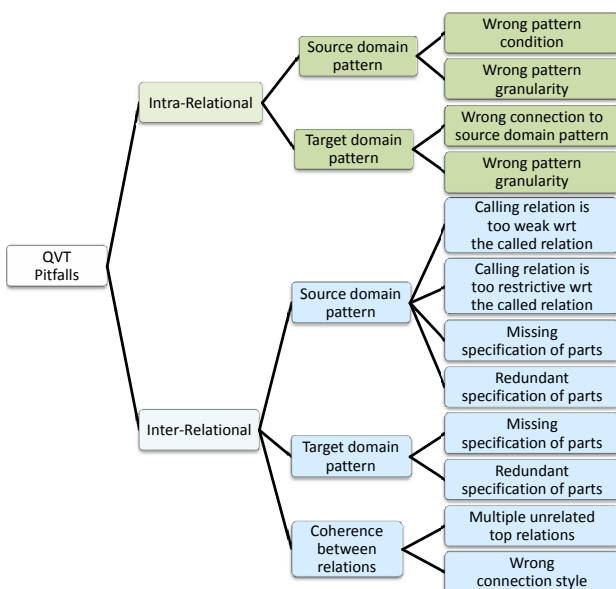 Wrong pattern
condition
Source domain
pattern
Wrong pattern
granularity
Intra-Relational
Wrong connection to
source domain pattern
Target domain
pattern
Wrong pattern
granularity
Calling relation is
too weak wrt
the called relation
QVT
Pitfalls
Calling relation is
too restrictive wrt
the called relation
Source domain
pattern
Missing
specification of parts
Redundant
specification of parts
Inter-Relational
Missing
specification of parts
Target domain
pattern
Redundant
specification of parts
Multiple unrelated
top relations
Coherence
between
relations
Wrong
connection style